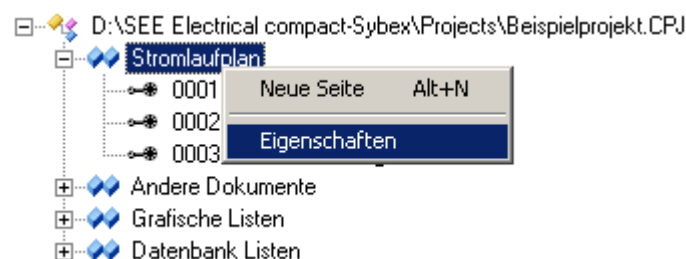 D:\SEE Electrical compact-Sybex\Projects\Beispielprojekt.CPJ
Stromlaufplan
0001
Neue Seite Alt+N
0002
Eigenschaften
0003
Andere Dokumente
Grafische Listen
Datenbank Listen